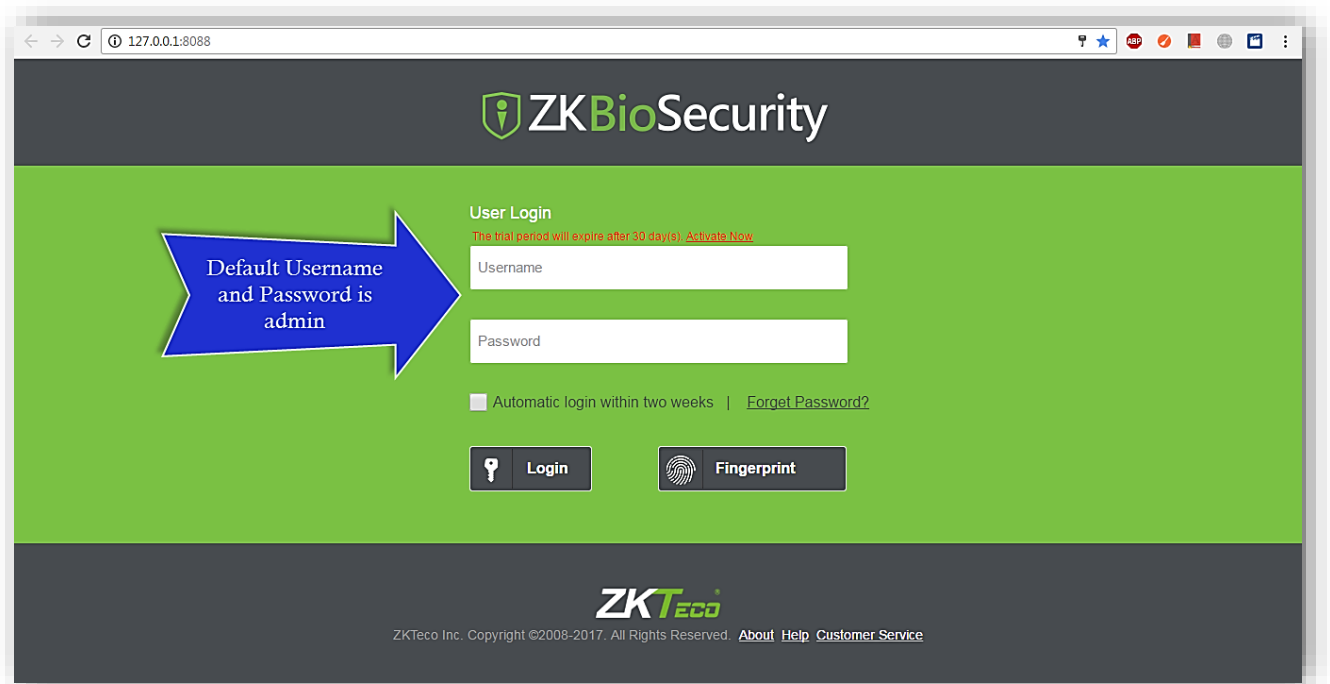 127.0.0.1:8088
ABP
ZKBioSecurity
User Login
The trial period will expire after 30 day(s). Activate Now
Default Username
and Password is
admin
Username
Password
Automatic login within two weeks | Forget Password?
Login
Fingerprint
ZKTeco®
ZKTeco Inc. Copyright ©2008-2017. All Rights Reserved. About Help Customer Service